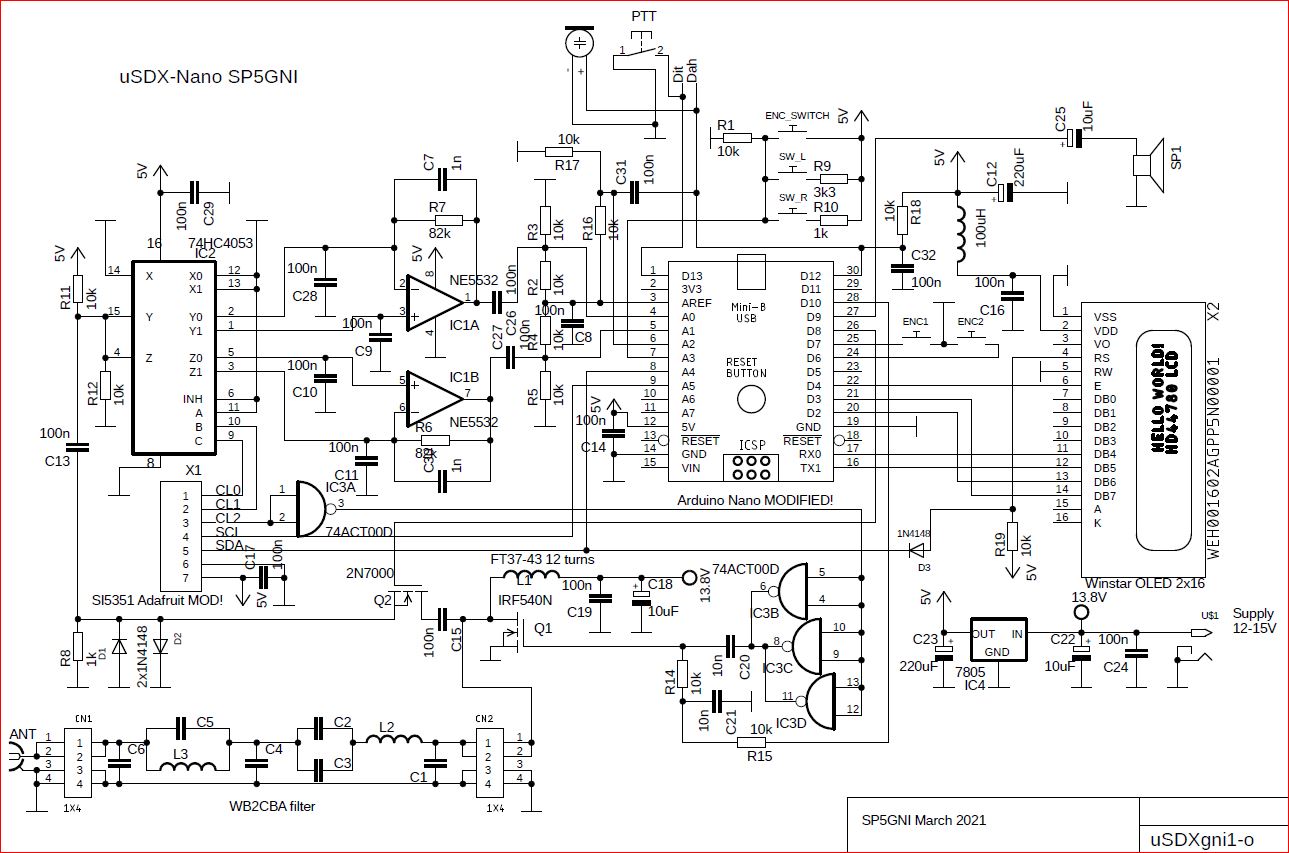 uSDX-Nano SP5GNI
PTT
1 2
- +
Dit
Dah
R1
10k
ENC_SWITCH
SW_L
SW_R
R9
3k3
R10
1k
5V
C25
10uF
+
SP1
5V
C12
220uF
+
R18
10k
100uH
C32
100n
C16
100n
10k
R17
C31
100n
R16
10k
R3
10k
R2
10k
R4
10k
R5
10k
C8
100n
C7
1n
R7
82k
5V
NE5532
IC1A
2
3
1
8
4
C26
100n
C27
100n
IC1B
NE5532
5
6
7
R6
82k
C30
1n
C11
100n
C9
100n
C10
100n
C28
100n
5V
100n
C29
16
74HC4053
IC2
14 X
15 Y
4 Z
X0 12
X1 13
Y0 2
Y1 1
Z0 5
Z1 3
INH 6
A 11
B 10
C 9
8
5V
R11
10k
R12
10k
100n
C13
X1
1 CL0
2 CL1
3 CL2
4 SCL
5 SDA
6
7
SI5351 Adafruit MOD!
5V
C17
100n
IC3A
1
2
3
74ACT00D
1 D13
2 3V3
3 AREF
4 A0
5 A1
6 A2
7 A3
8 A4
9 A5
10 A6
11 A7
12 5V
13 RESET
14 GND
15 VIN
D12 30
D11 29
D10 28
D9 27
D8 26
D7 25
D6 24
D5 23
D4 22
D3 21
D2 20
GND 19
RESET 18
RX0 17
TX1 16
Mini-B
USB
RESET
BUTTON
ICSP
Arduino Nano MODIFIED!
5V
100n
C14
ENC1
ENC2
1 VSS
2 VDD
3 VO
4 RS
5 RW
6 E
7 DB0
8 DB1
9 DB2
10 DB3
11 DB4
12 DB5
13 DB6
14 DB7
15 A
16 K
HELLO WORLD!
HD44780 LCD
X2
WEH001602AGPP5N00001
Winstar OLED 2x16
1N4148
D3
R19
10k
5V
2N7000
Q2
FT37-43 12 turns
L1
IRF540N
Q1
100n
C15
100n
C19
C18
10uF
+
13.8V
74ACT00D
IC3B
6
5
4
IC3C
8
10
9
IC3D
11
13
12
10n
C20
R14
10k
10n
C21
10k
R15
5V
C23
220uF
+
OUT
IN
GND
7805
IC4
13.8V
C22
10uF
+
100n
C24
U$1
Supply
12-15V
R8
1k
D1
2x1N4148
D2
ANT
CN1
1 1
2 2
3 3
4 4
1X4
C6
C5
L3
C4
C2
C3
L2
C1
CN2
1 1
2 2
3 3
4 4
1X4
WB2CBA filter
SP5GNI March 2021
uSDXgni1-o